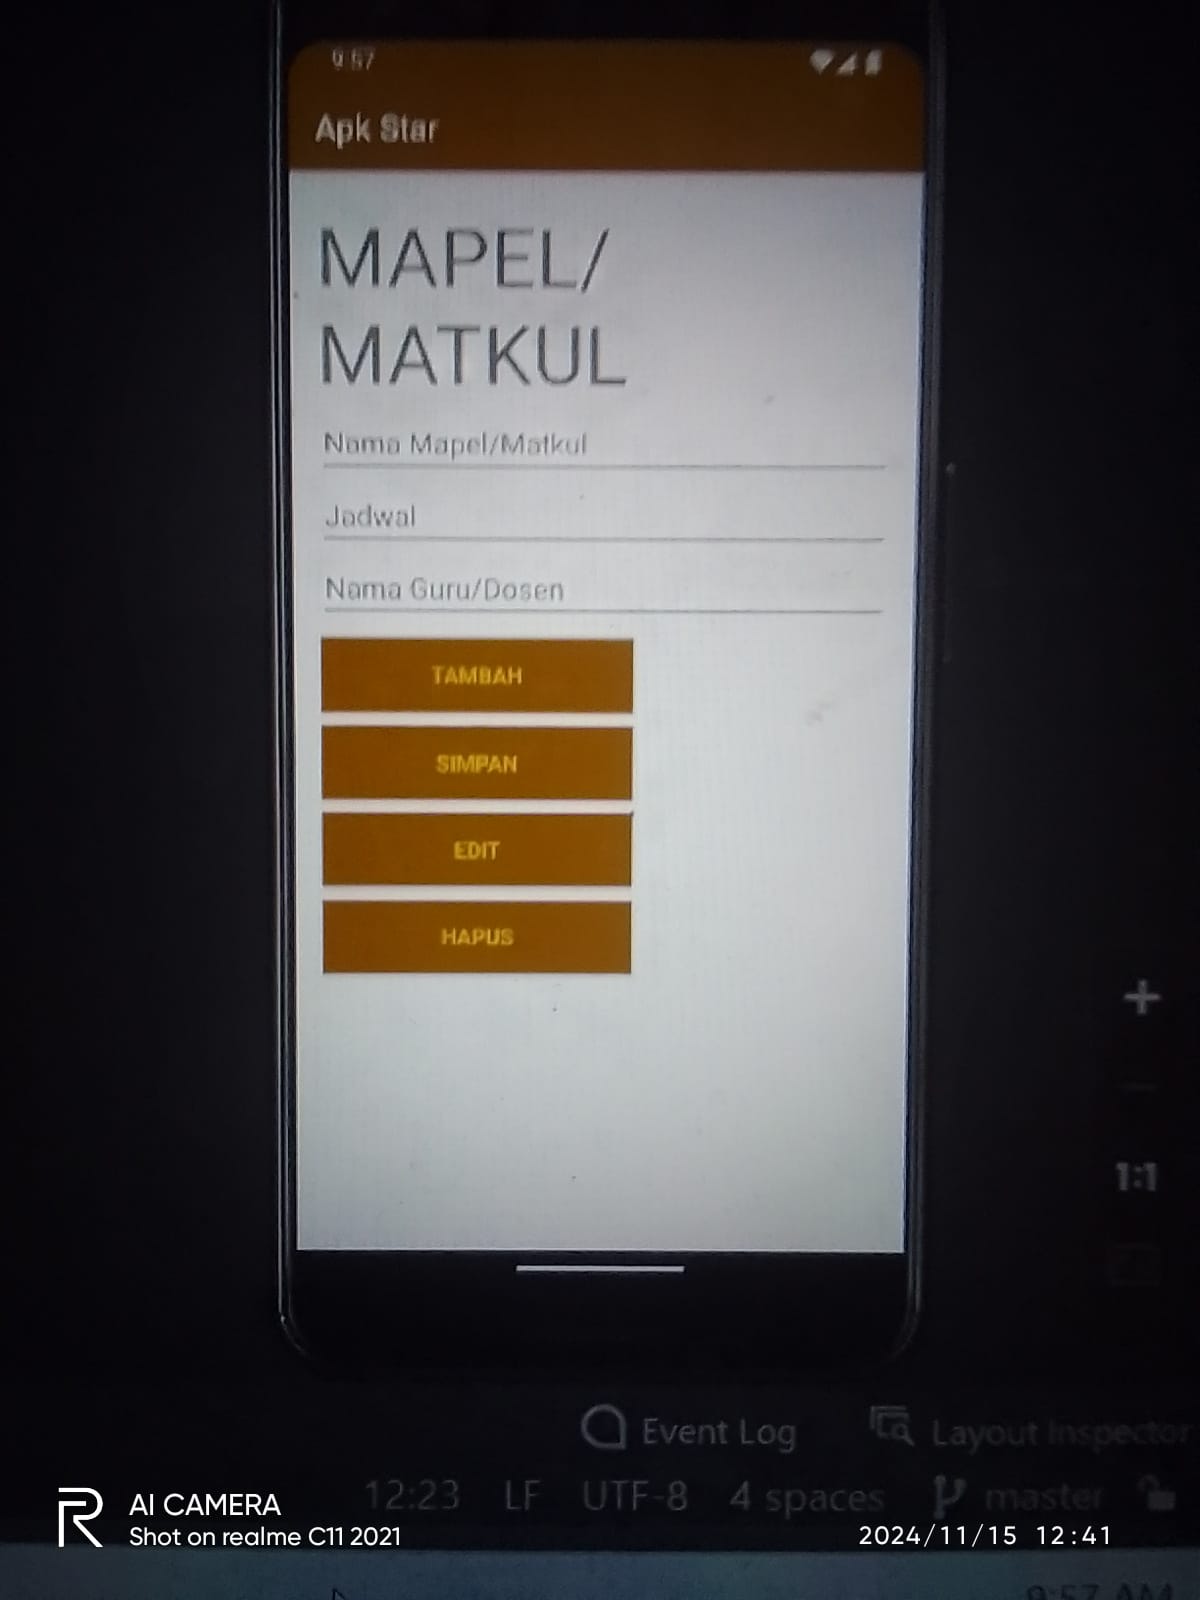 9:57
Apk Star
MAPEL/
MATKUL
Nama Mapel/Matkul
Jadwal
Nama Guru/Dosen
TAMBAH
SIMPAN
EDIT
HAPUS
1:1
Event Log
Layout Inspector
12:23 LF UTF-8 4 spaces master
AI CAMERA
Shot on realme C11 2021
2024/11/15 12:41
9:57 AM